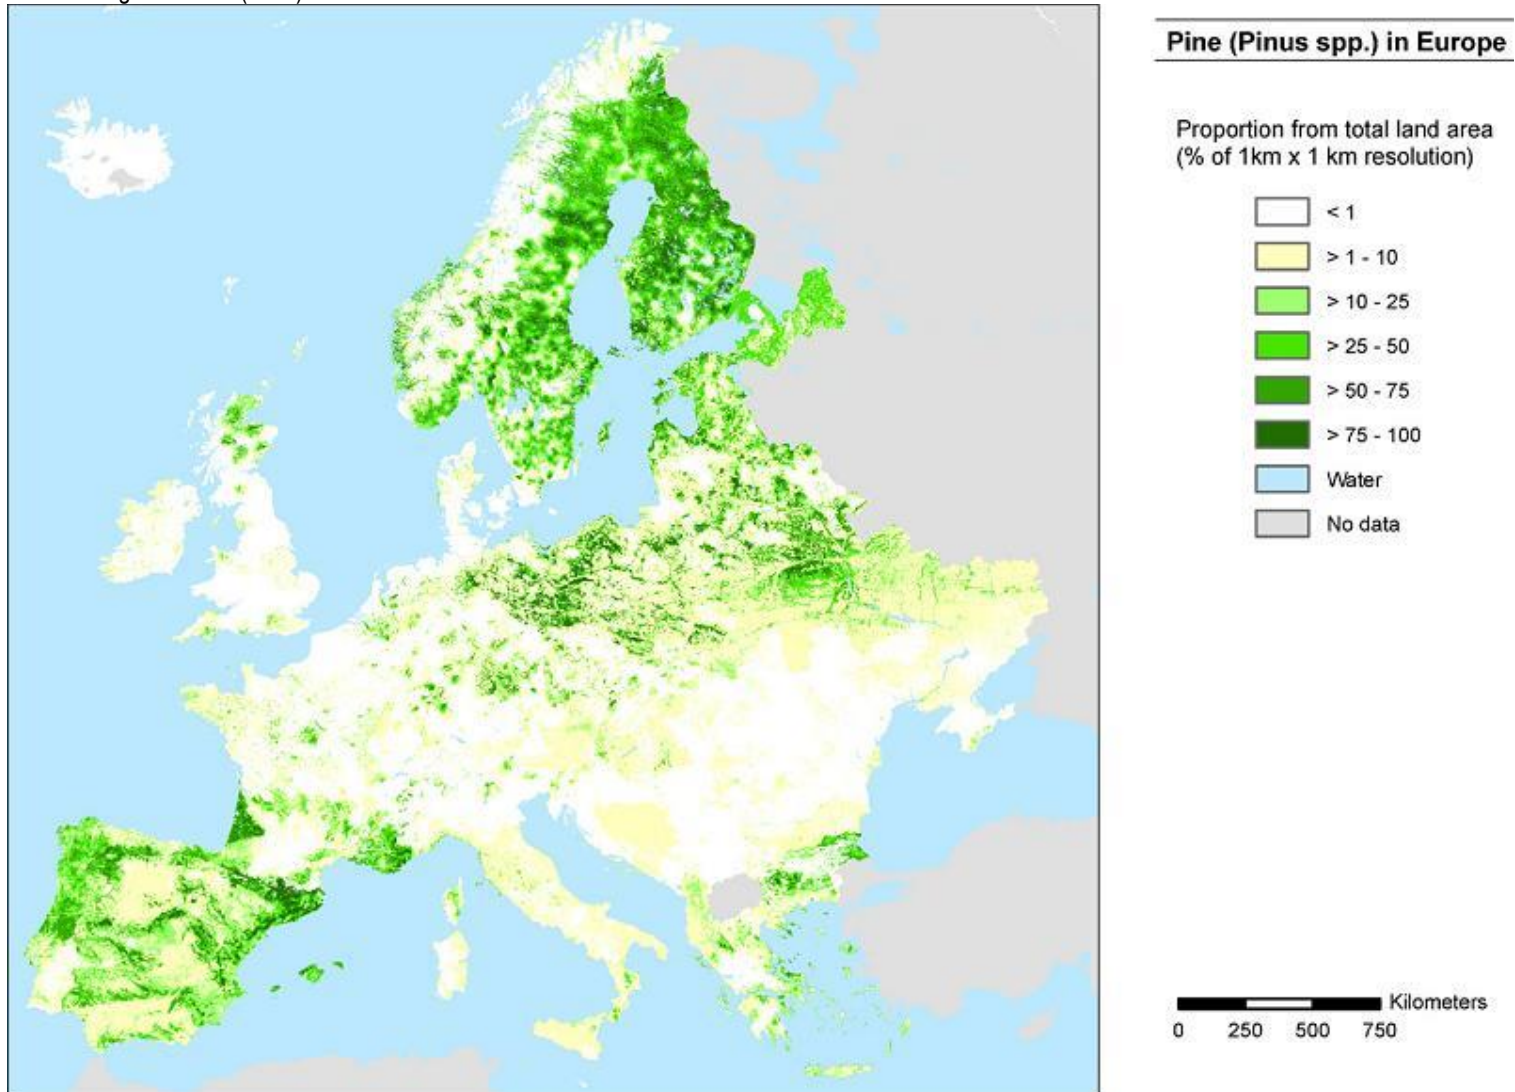 Pine (Pinus spp.) in Europe
Proportion from total land area
(% of 1km x 1 km resolution)
< 1
> 1 - 10
> 10 - 25
> 25 - 50
> 50 - 75
> 75 - 100
Water
No data
Kilometers
0 250 500 750